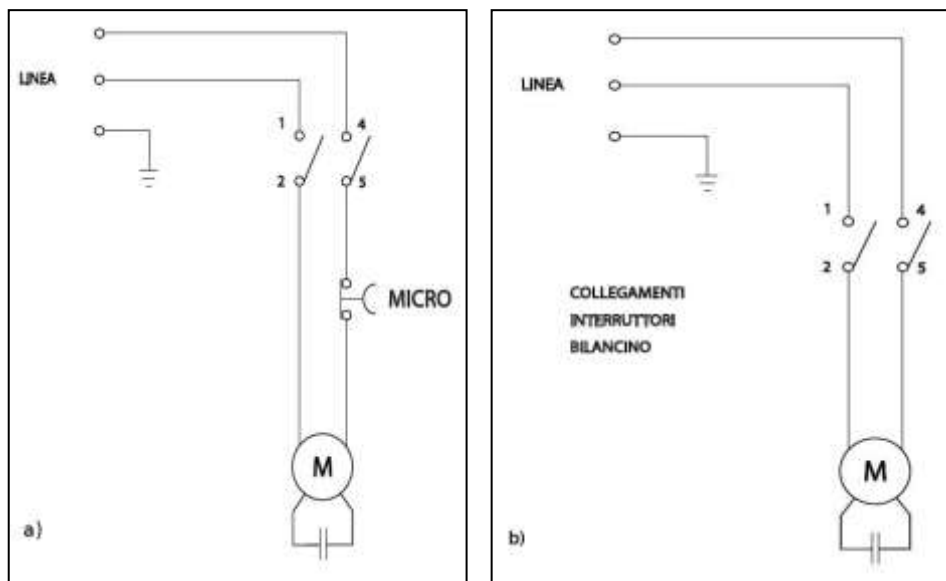 LINEA
1
4
2
5
MICRO
M
a)
LINEA
1
4
2
5
COLLEGAMENTI
INTERRUTTORI
BILANCINO
M
b)